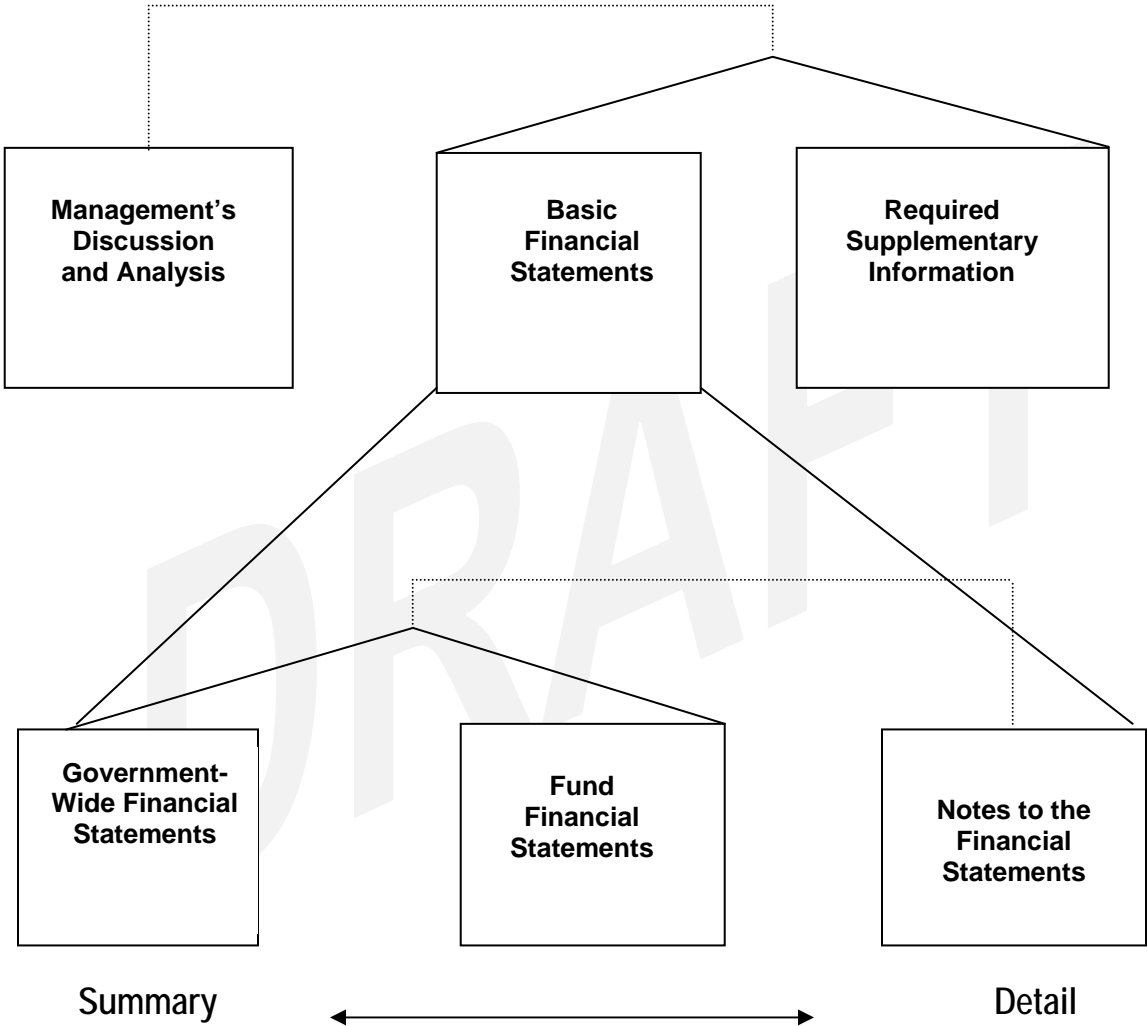 Management’s
Discussion
and Analysis
Basic
Financial
Statements
Required
Supplementary
Information
DRAFT
Government-
Wide Financial
Statements
Fund
Financial
Statements
Notes to the
Financial
Statements
Summary
Detail